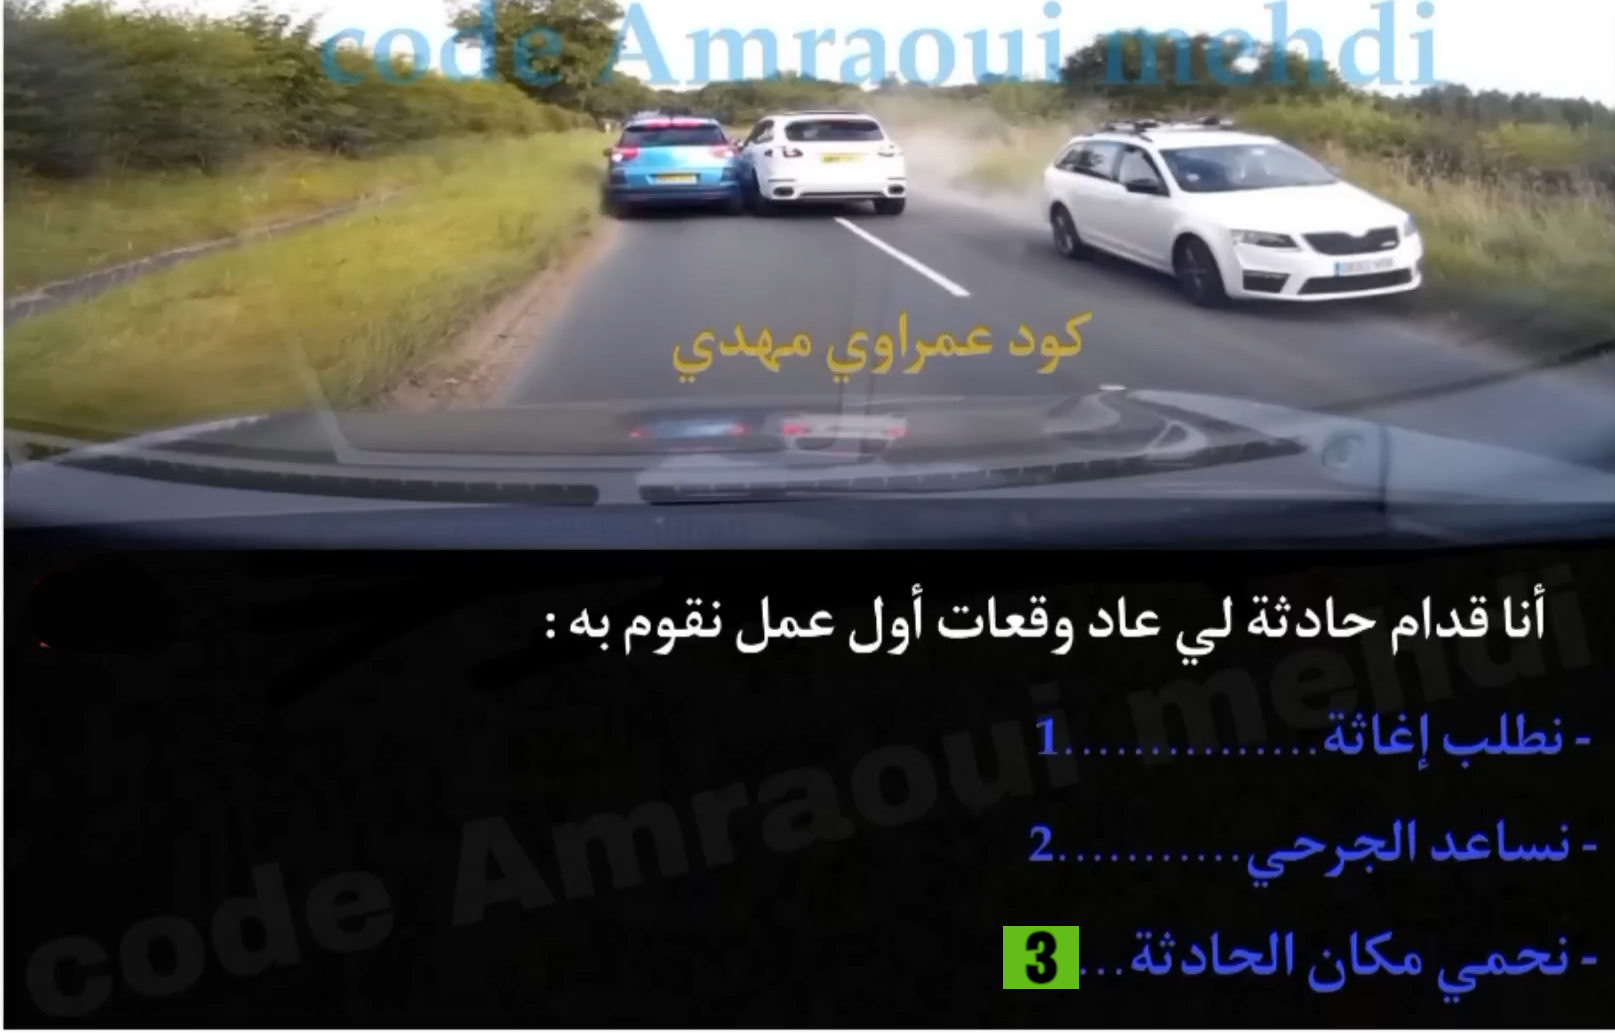 code Amraoui mehdi
كود عمراوي مهدي
أنا قدام حادثة لي عاد وقعات أول عمل نقوم به :
- نطلب إغاثة...............1
- نساعد الجرحي...........2
- نحمي مكان الحادثة...3
code Amraoui mehdi